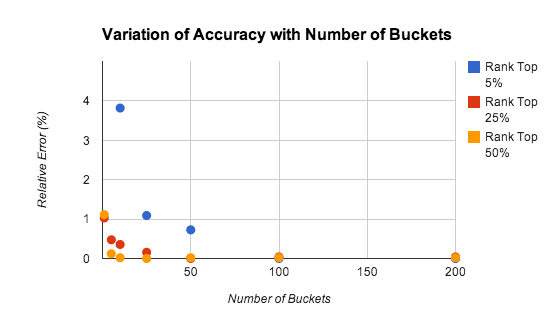 Variation of Accuracy with Number of Buckets
Rank Top
5%
Rank Top
25%
Rank Top
50%
Relative Error (%)
4
3
2
1
0
50
100
150
200
Number of Buckets